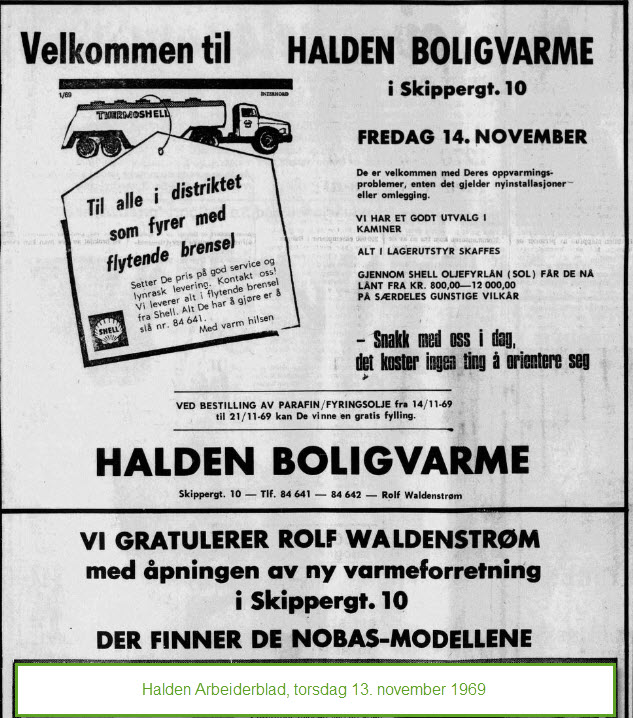 Velkommen til HALDEN BOLIGVARME
i Skippergt. 10
1/69
INTERNORD
THERMOSHELL
FREDAG 14. NOVEMBER
Til alle i distriktet
som fyrer med
flytende brensel
Setter De pris på god service og
lynrask levering. Kontakt oss!
Vi leverer alt i flytende brensel
fra Shell. Alt De har å gjøre er å
slå nr. 84 641.
Med varm hilsen
SHELL
De er velkommen med Deres oppvarmings-
problemer, enten det gjelder nyinstallasjoner
eller omlegging.
VI HAR ET GODT UTVALG I
KAMINER
ALT I LAGERUTSTYR SKAFFES
GJENNOM SHELL OLJEFYRLÅN (SOL) FÅR DE NÅ
LÅNT FRA KR. 800,00—12 000,00
PÅ SÆRDELES GUNSTIGE VILKÅR
– Snakk med oss i dag,
det koster ingen ting å orientere seg
VED BESTILLING AV PARAFIN/FYRINGSOLJE fra 14/11-69
til 21/11-69 kan De vinne en gratis fylling.
HALDEN BOLIGVARME
Skippergt. 10 — Tlf. 84 641 — 84 642 — Rolf Waldenstrøm
VI GRATULERER ROLF WALDENSTRØM
med åpningen av ny varmeforretning
i Skippergt. 10
DER FINNER DE NOBAS-MODELLENE
Halden Arbeiderblad, torsdag 13. november 1969